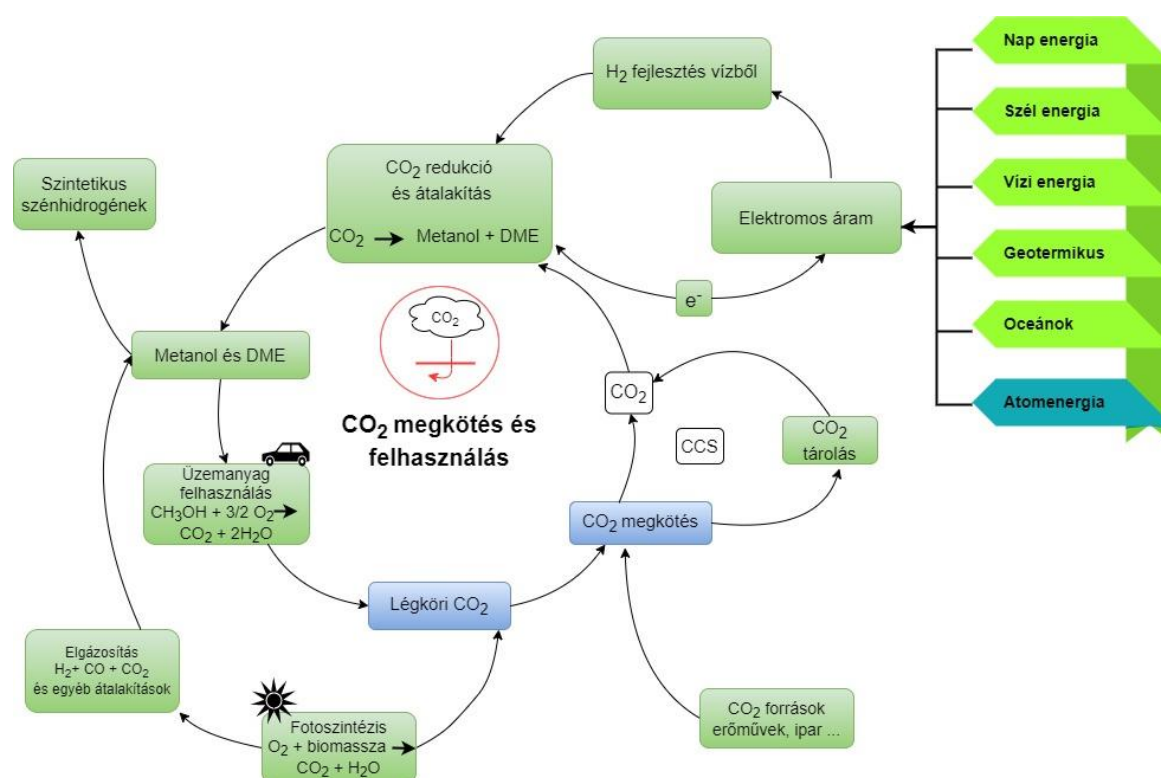 Nap energia
Szél energia
Vízi energia
Geotermikus
Oceánok
Atomenergia
H₂ fejlesztés vízből
Elektromos áram
e⁻
CO₂ redukció
és átalakítás
CO₂ → Metanol + DME
Szintetikus
szénhidrogének
Metanol és DME
CO₂
CO₂ megkötés és
felhasználás
Üzemanyag
felhasználás
CH₃OH + 3/2 O₂ →
CO₂ + 2H₂O
CO₂
CCS
CO₂
tárolás
CO₂ megkötés
Légköri CO₂
Elgázosítás
H₂+ CO + CO₂
és egyéb átalakítások
Fotoszintézis
O₂ + biomassza →
CO₂ + H₂O
CO₂ források
erőművek, ipar ...